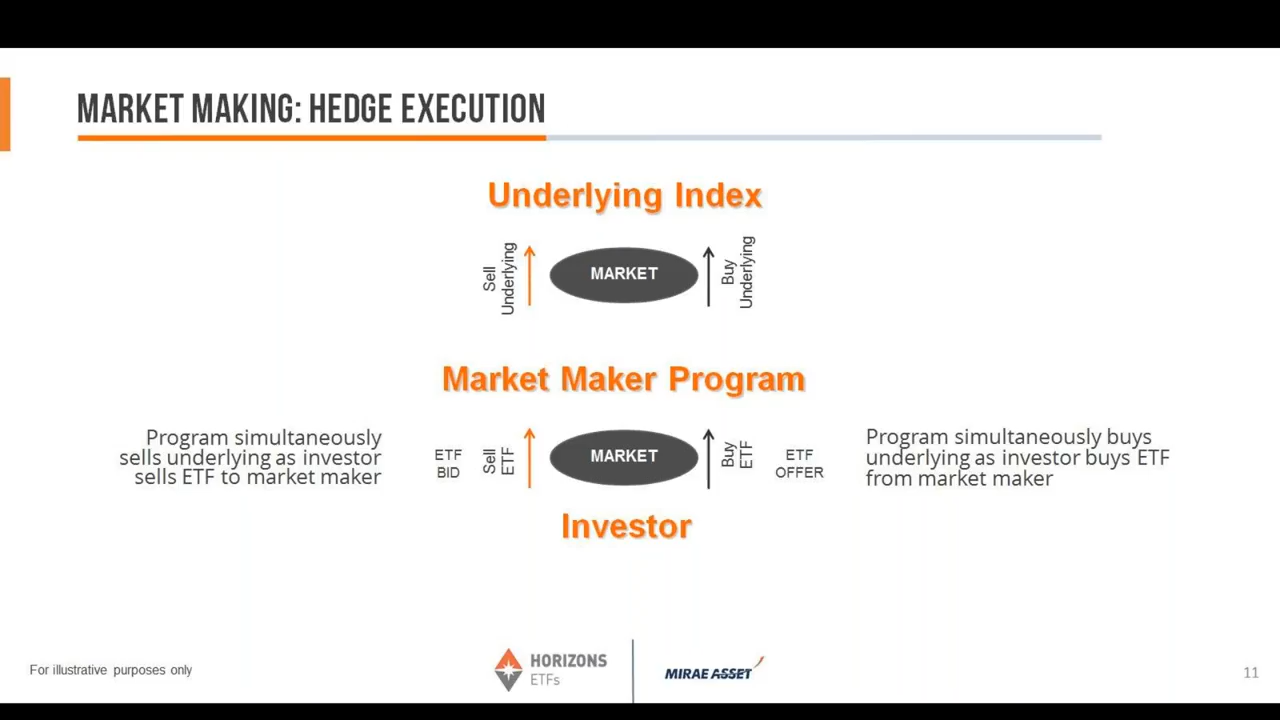 MARKET MAKING: HEDGE EXECUTION
Underlying Index
Sell
Underlying
MARKET
Buy
Underlying
Market Maker Program
Program simultaneously
sells underlying as investor
sells ETF to market maker
ETF
BID
Sell
ETF
MARKET
Buy
ETF
ETF
OFFER
Program simultaneously buys
underlying as investor buys ETF
from market maker
Investor
For illustrative purposes only
HORIZONS
ETFs
MIRAE ASSET
11